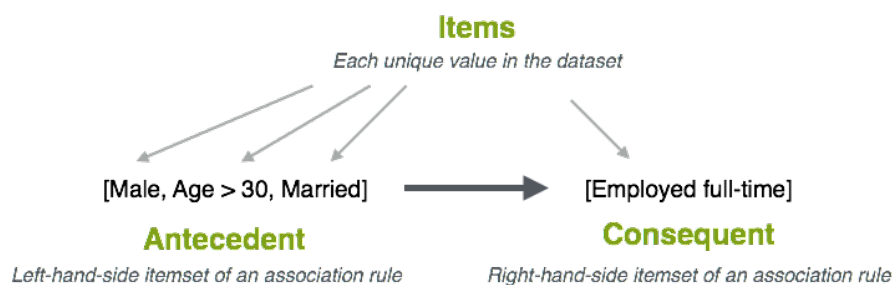 Items
Each unique value in the dataset
[Male, Age > 30, Married]
[Employed full-time]
Antecedent
Consequent
Left-hand-side itemset of an association rule
Right-hand-side itemset of an association rule